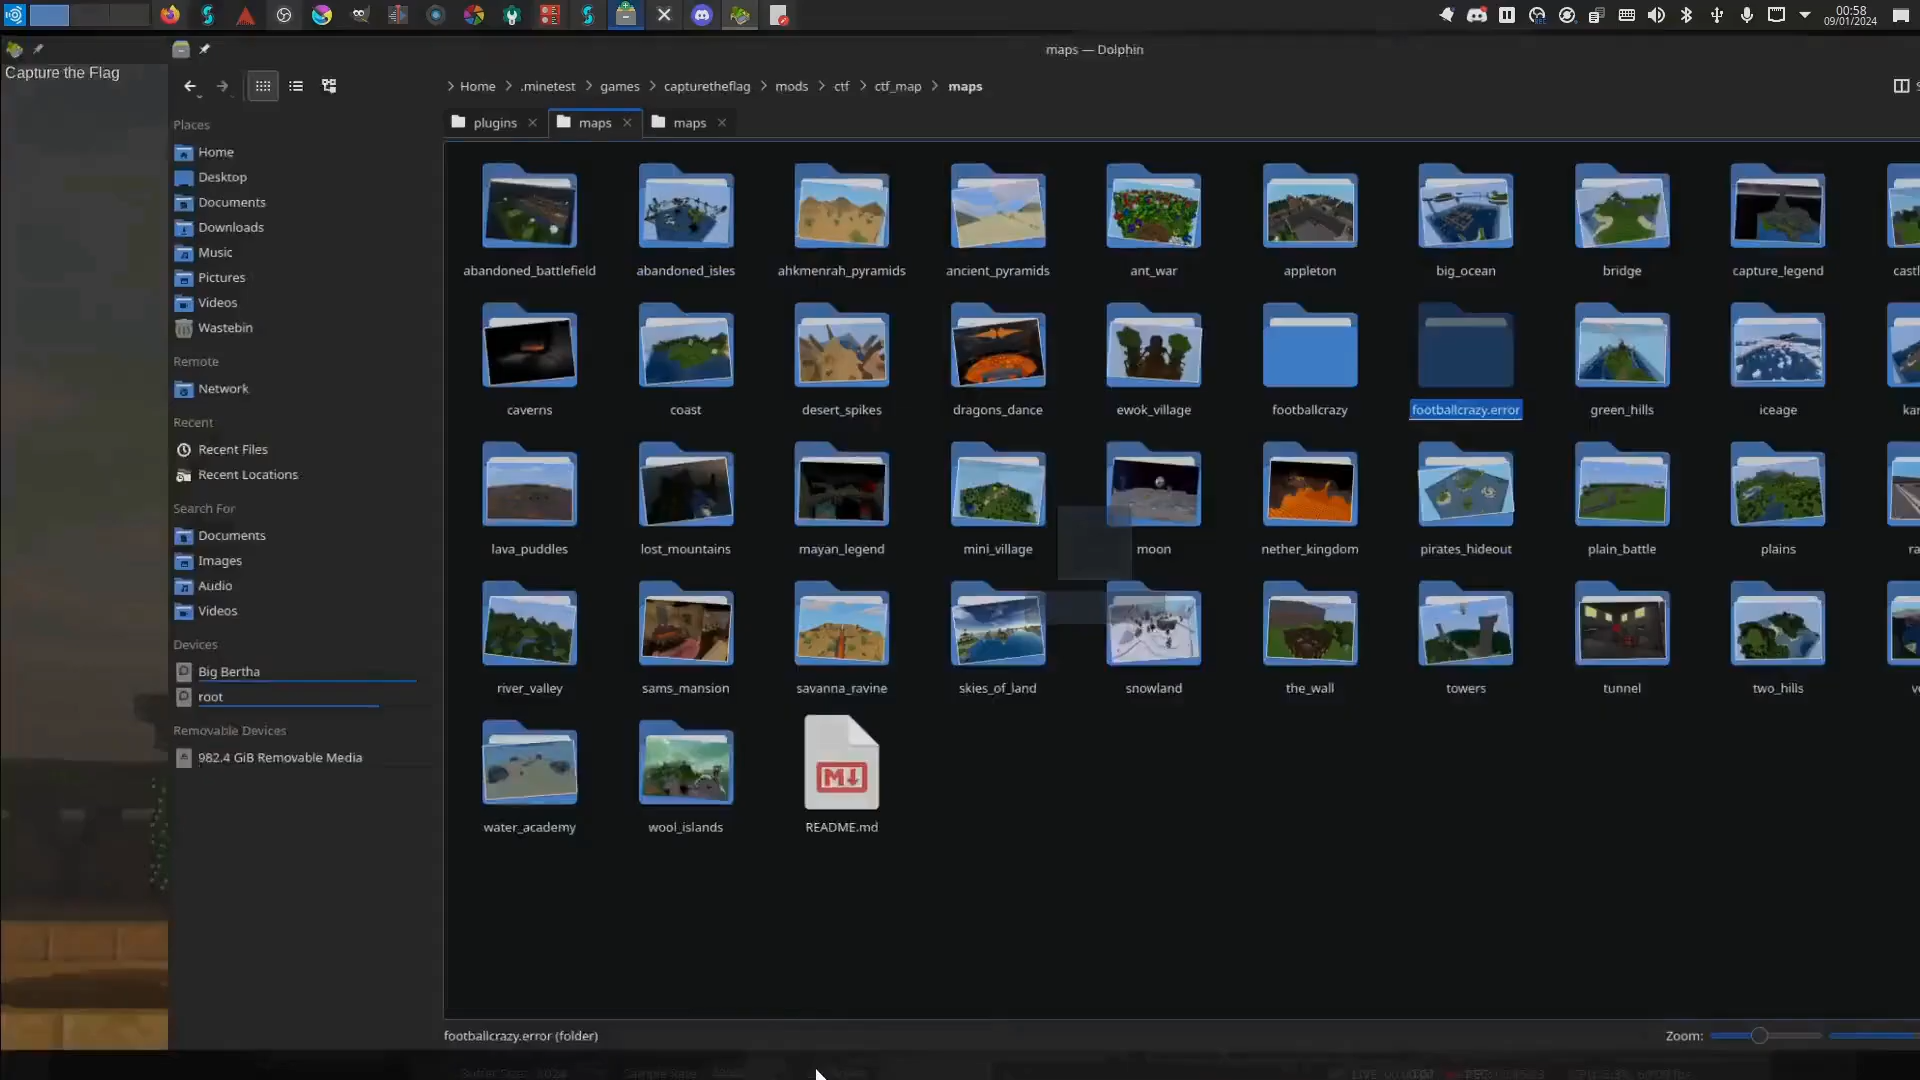 00:58
09/01/2024
maps — Dolphin
Capture the Flag
Home
.minetest
games
capturetheflag
mods
ctf
ctf_map
maps
plugins
maps
maps
Places
Home
Desktop
Documents
Downloads
Music
Pictures
Videos
Wastebin
Remote
Network
Recent
Recent Files
Recent Locations
Search For
Documents
Images
Audio
Videos
Devices
Big Bertha
root
Removable Devices
982.4 GiB Removable Media
abandoned_battlefield
abandoned_isles
ahkmenrah_pyramids
ancient_pyramids
ant_war
appleton
big_ocean
bridge
capture_legend
castl
caverns
coast
desert_spikes
dragons_dance
ewok_village
footballcrazy
footballcrazy.error
green_hills
iceage
kar
lava_puddles
lost_mountains
mayan_legend
mini_village
moon
nether_kingdom
pirates_hideout
plain_battle
plains
ra
river_valley
sams_mansion
savanna_ravine
skies_of_land
snowland
the_wall
towers
tunnel
two_hills
water_academy
wool_islands
README.md
footballcrazy.error (folder)
Zoom: